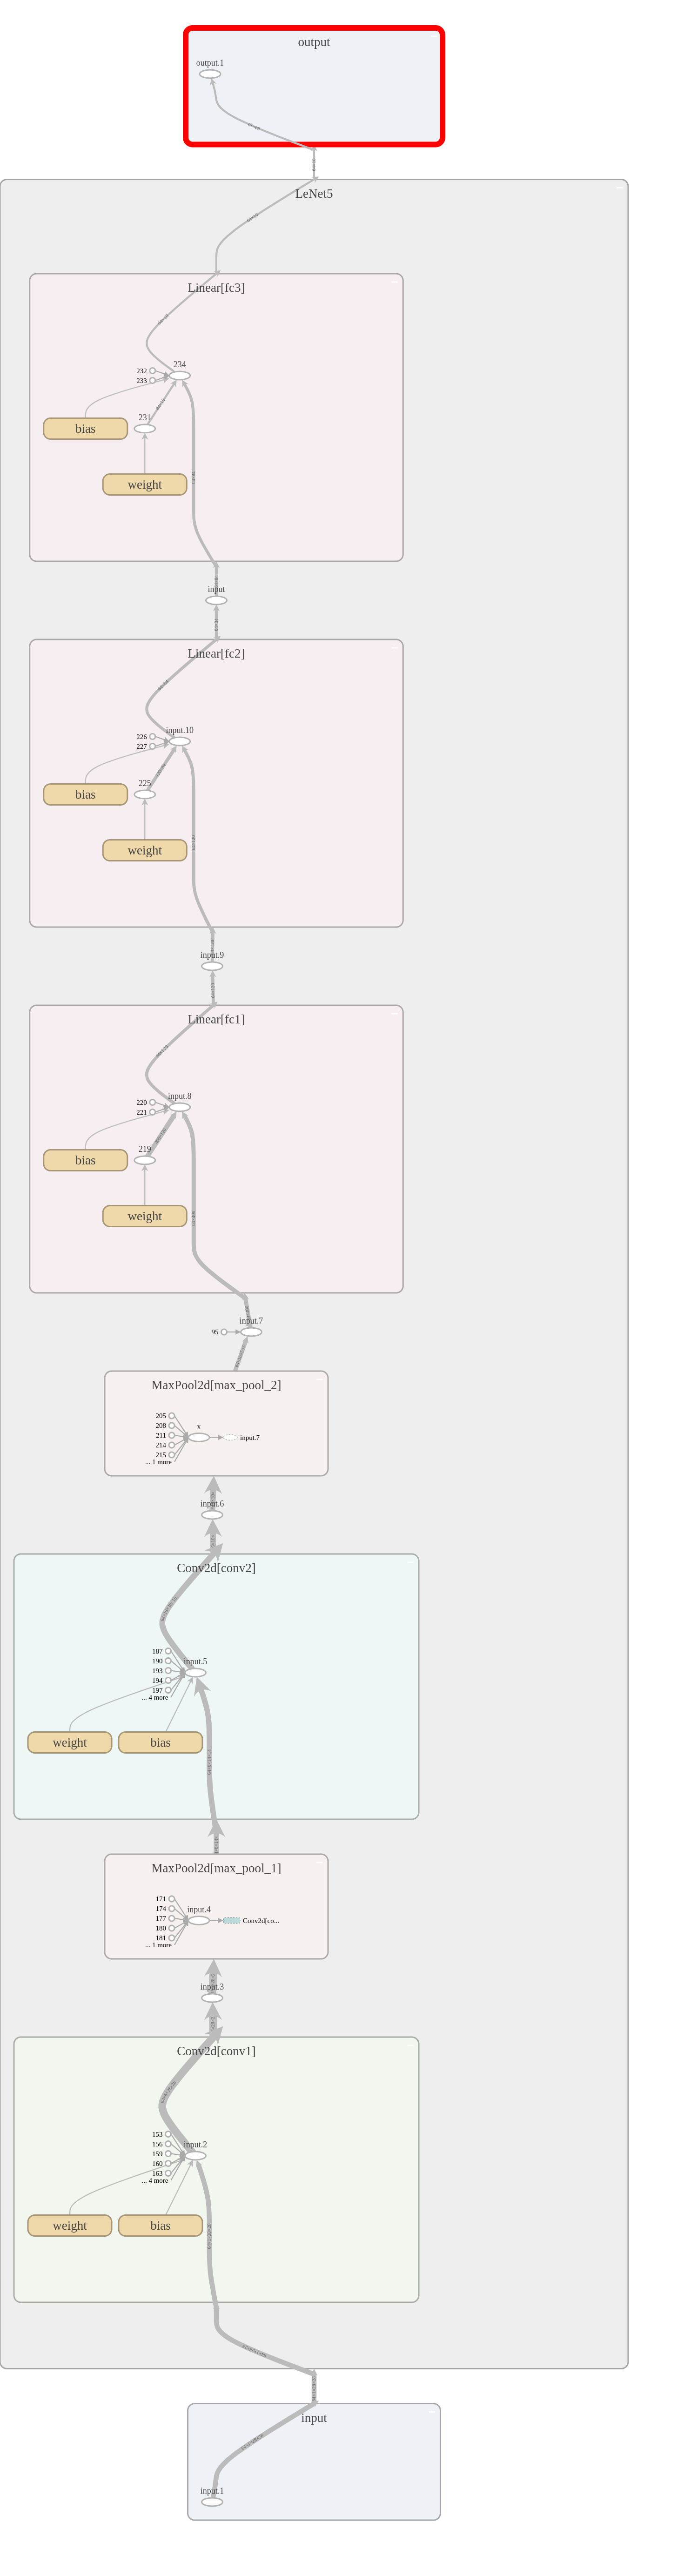 output
output.1
LeNet5
Linear[fc3]
234
232
233
231
bias
weight
input
Linear[fc2]
input.10
226
227
225
bias
weight
input.9
Linear[fc1]
input.8
220
221
219
bias
weight
input.7
95
MaxPool2d[max_pool_2]
205
208
211
214
215
... 1 more
x
input.7
input.6
Conv2d[conv2]
187
190
193
194
197
... 4 more
input.5
weight
bias
MaxPool2d[max_pool_1]
171
174
177
180
181
... 1 more
input.4
Conv2d[co...
input.3
Conv2d[conv1]
153
156
159
160
163
... 4 more
input.2
weight
bias
input
input.1